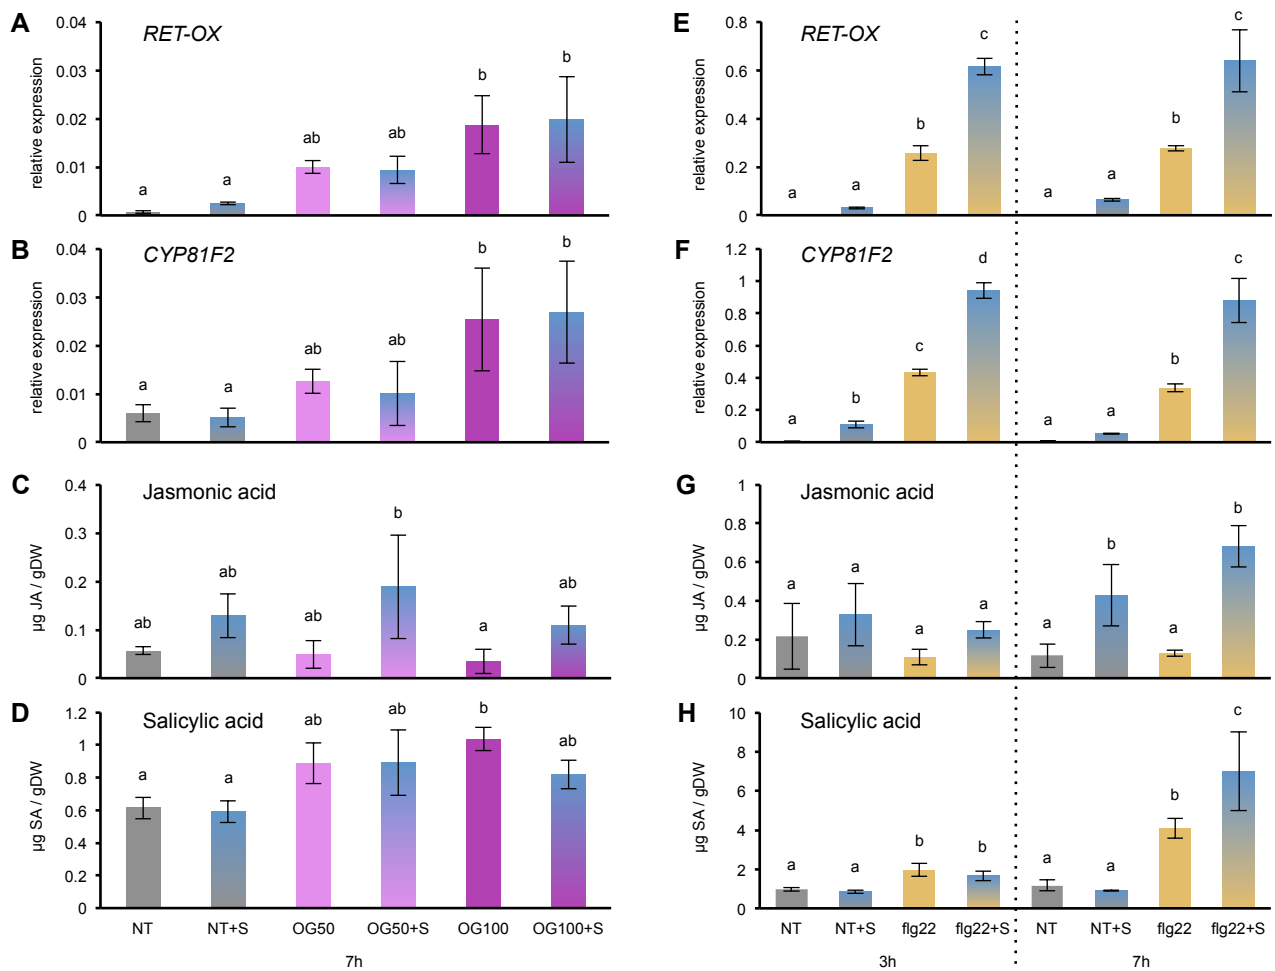 A
RET-OX
relative expression
0.04
0.03
0.02
0.01
0
a
a
ab
ab
b
b
B
CYP81F2
relative expression
0.04
0.03
0.02
0.01
0
a
a
ab
ab
b
b
C
Jasmonic acid
µg JA / gDW
0.4
0.3
0.2
0.1
0
ab
ab
ab
b
a
ab
D
Salicylic acid
µg SA / gDW
1.2
1
0.8
0.6
0.4
0.2
0
a
a
ab
ab
b
ab
NT NT+S OG50 OG50+S OG100 OG100+S
7h
E
RET-OX
relative expression
0.8
0.6
0.4
0.2
0
a
a
b
c
a
a
b
c
F
CYP81F2
relative expression
1.2
1
0.8
0.6
0.4
0.2
0
a
b
c
d
a
a
b
c
G
Jasmonic acid
µg JA / gDW
1
0.8
0.6
0.4
0.2
0
a
a
a
a
a
b
a
b
H
Salicylic acid
µg SA / gDW
10
8
6
4
2
0
a
a
b
b
a
a
b
c
NT NT+S flg22 flg22+S NT NT+S flg22 flg22+S
3h 7h